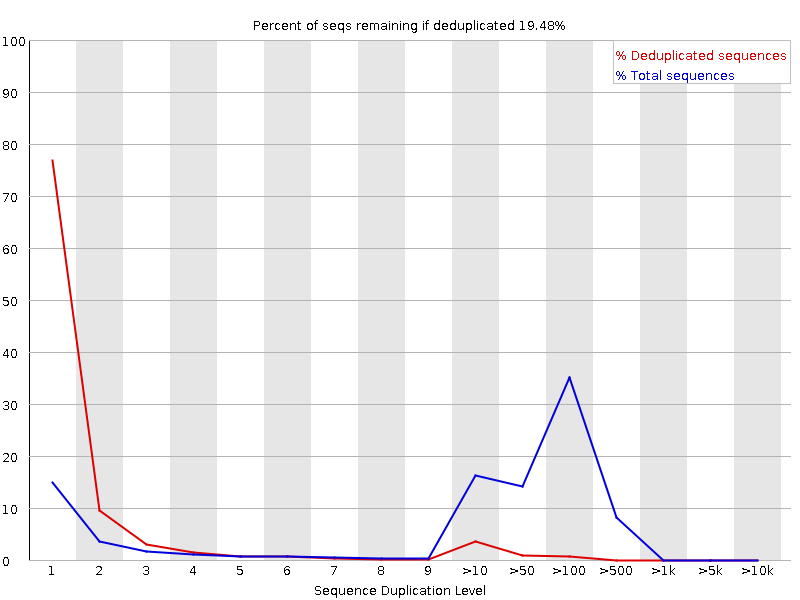 Percent of seqs remaining if deduplicated 19.48%
% Deduplicated sequences
% Total sequences
100
90
80
70
60
50
40
30
20
10
0
1 2 3 4 5 6 7 8 9 >10 >50 >100 >500 >1k >5k >10k
Sequence Duplication Level